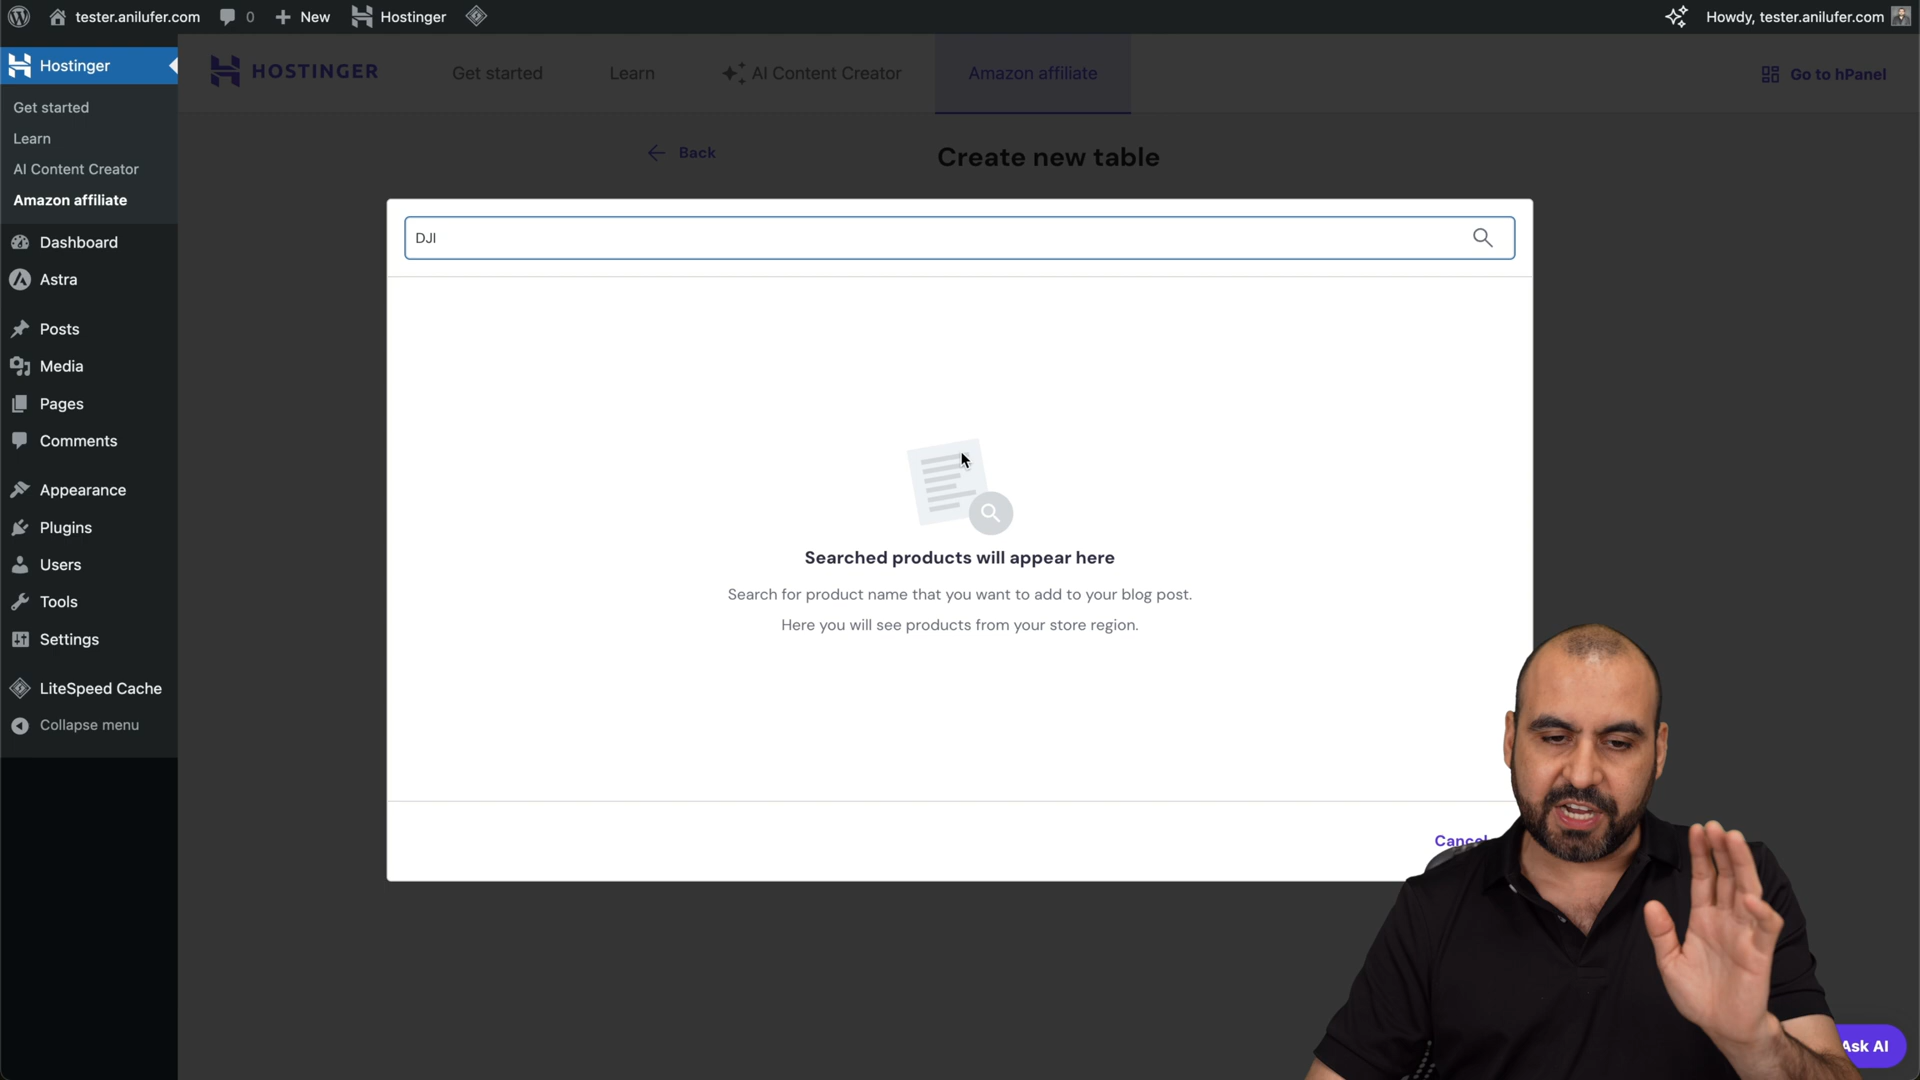 tester.anilufer.com 0 New Hostinger Howdy, tester.anilufer.com
Hostinger
Get started
Learn
AI Content Creator
Amazon affiliate
Dashboard
Astra
Posts
Media
Pages
Comments
Appearance
Plugins
Users
Tools
Settings
LiteSpeed Cache
Collapse menu
HOSTINGER Get started Learn AI Content Creator Amazon affiliate Go to hPanel
Back Create new table
DJI
Searched products will appear here
Search for product name that you want to add to your blog post.
Here you will see products from your store region.
Cancel
Ask AI